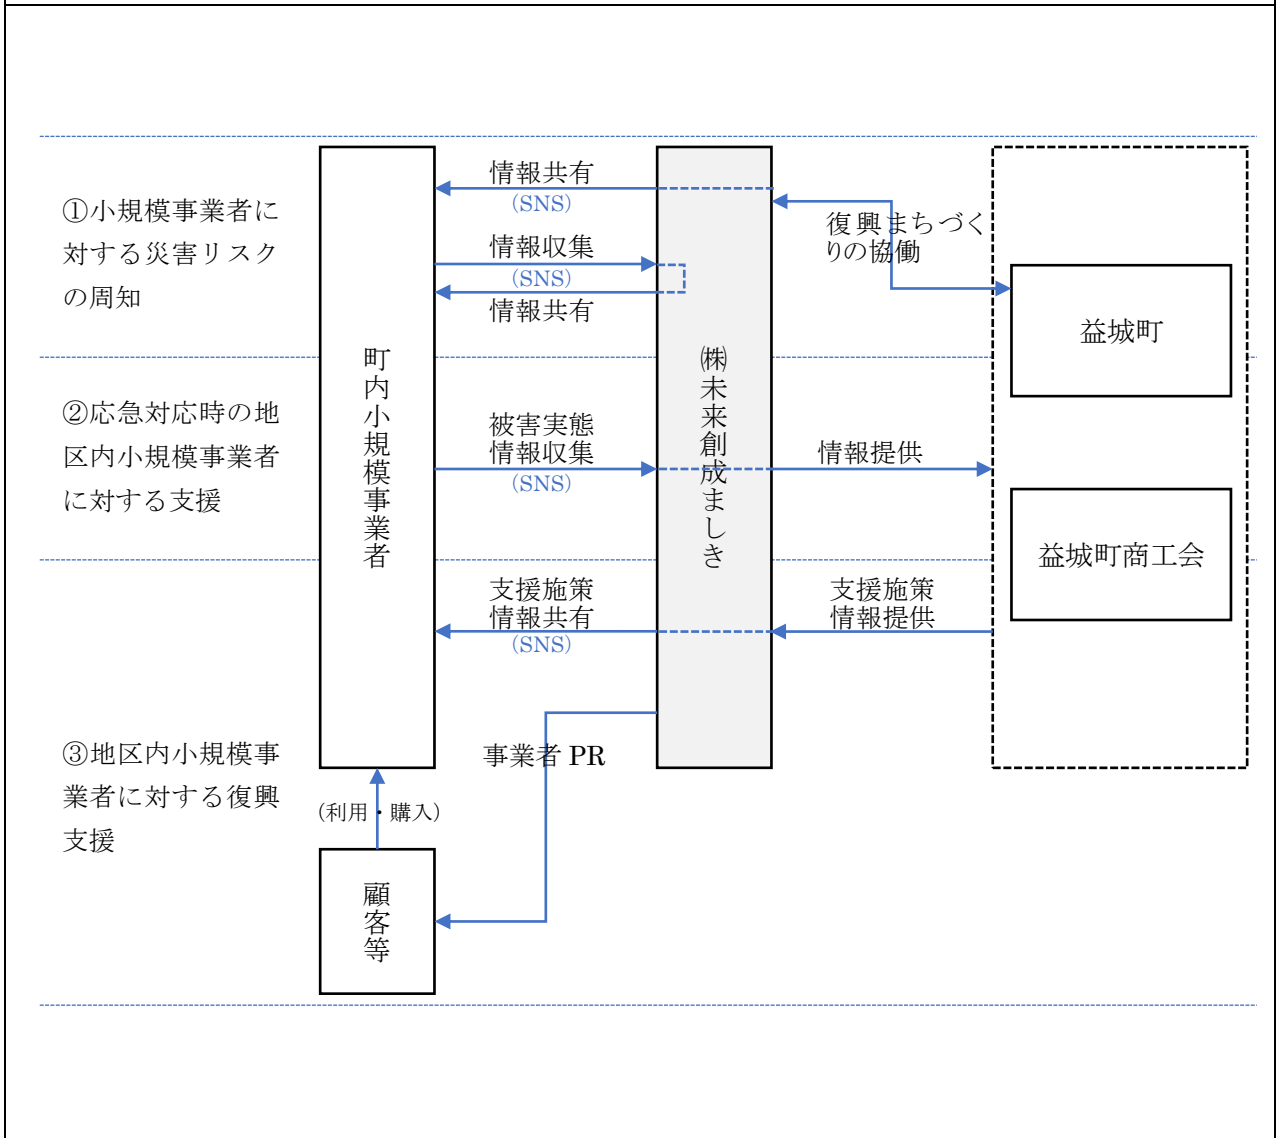 ①小規模事業者に
対する災害リスク
の周知
情報共有
(SNS)
情報収集
(SNS)
情報共有
復興まちづく
りの協働
益城町
町内小規模事業者
㈱未来創成ましき
②応急対応時の地
区内小規模事業者
に対する支援
被害実態
情報収集
(SNS)
情報提供
益城町商工会
支援施策
情報共有
(SNS)
支援施策
情報提供
③地区内小規模事
業者に対する復興
支援
事業者 PR
(利用・購入)
顧客等